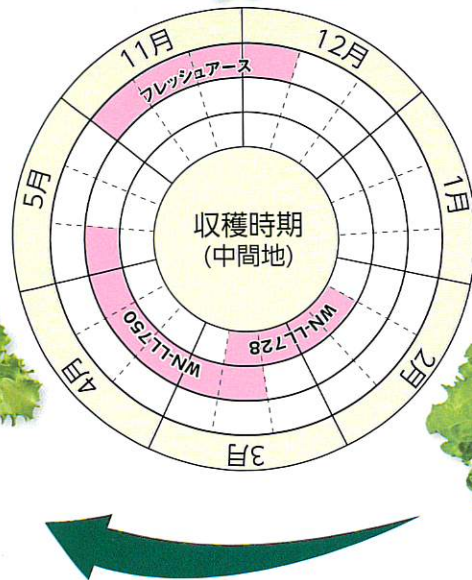 11月
12月
1月
2月
3月
4月
5月
フレッシュアース
収穫時期
(中間地)
WN-LL728
WN-LL750